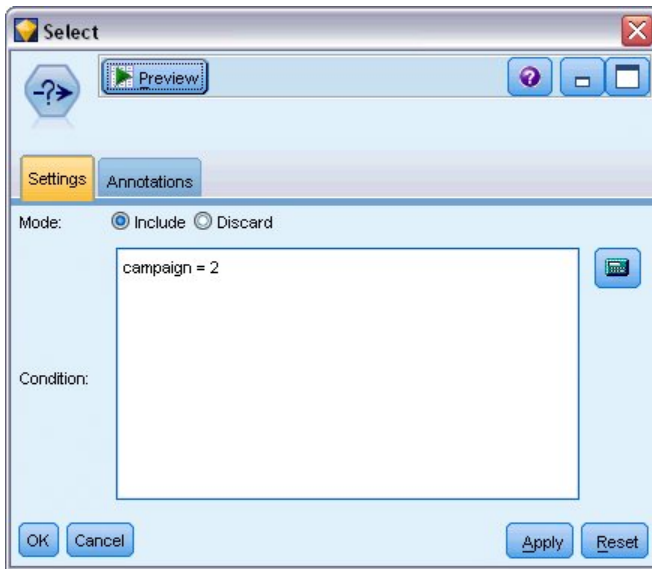 Select
Preview
Settings Annotations
Mode: Include Discard
campaign = 2
Condition:
OK Cancel Apply Reset